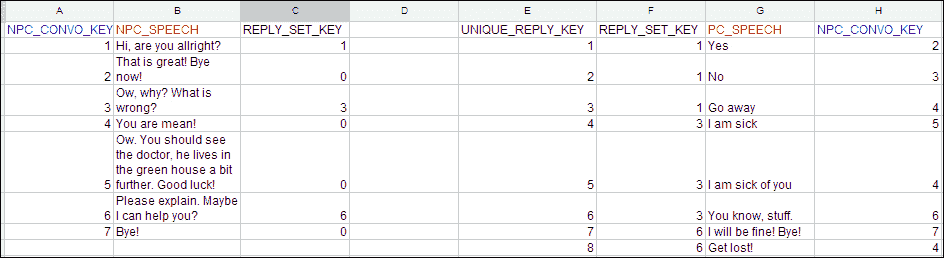 A B C D E F G H
NPC_CONVO_KEY NPC_SPEECH REPLY_SET_KEY UNIQUE_REPLY_KEY REPLY_SET_KEY PC_SPEECH NPC_CONVO_KEY
1 Hi, are you allright? 1 1 1 Yes 2
That is great! Bye
2 now! 0 2 1 No 3
Ow, why? What is
3 wrong? 3 3 1 Go away 4
4 You are mean! 0 4 3 I am sick 5
Ow. You should see
the doctor, he lives in
the green house a bit
5 further. Good luck! 0 5 3 I am sick of you 4
Please explain. Maybe
6 I can help you? 6 6 3 You know, stuff. 6
7 Bye! 0 7 6 I will be fine! Bye! 7
8 6 Get lost! 4